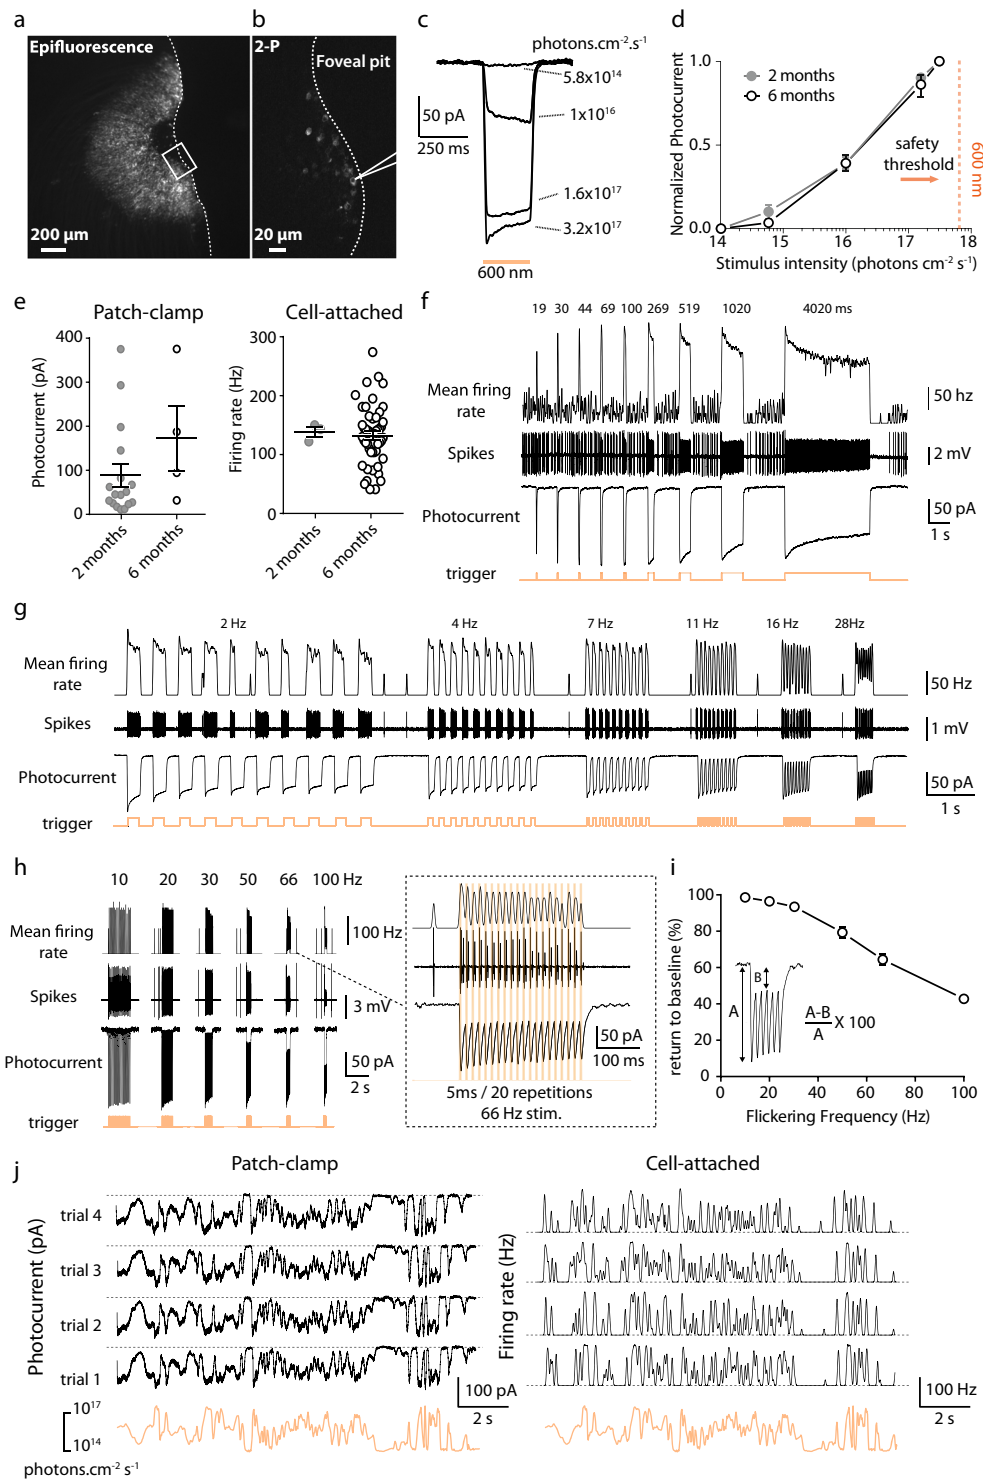 a
Epifluorescence
200 µm
b
2-P
Foveal pit
20 µm
c
photons.cm-2.s-1
5.8x10^14
1x10^16
1.6x10^17
3.2x10^17
50 pA
250 ms
600 nm
d
Normalized Photocurrent
1.0
0.5
0.0
2 months
6 months
safety
threshold
600 nm
14 15 16 17 18
Stimulus intensity (photons cm-2 s-1)
e
Patch-clamp
Photocurrent (pA)
400
300
200
100
0
2 months
6 months
Cell-attached
Firing rate (Hz)
300
200
100
0
2 months
6 months
f
19 30 44 69 100 269 519 1020 4020 ms
Mean firing
rate
50 hz
Spikes
2 mV
Photocurrent
50 pA
1 s
trigger
g
2 Hz 4 Hz 7 Hz 11 Hz 16 Hz 28Hz
Mean firing
rate
50 Hz
Spikes
1 mV
Photocurrent
50 pA
1 s
trigger
h
10 20 30 50 66 100 Hz
Mean firing
rate
100 Hz
Spikes
3 mV
Photocurrent
50 pA
2 s
trigger
50 pA
100 ms
5ms / 20 repetitions
66 Hz stim.
i
return to baseline (%)
100
80
60
40
20
0
A
B
A-B
A
X 100
0 20 40 60 80 100
Flickering Frequency (Hz)
j
Patch-clamp
Photocurrent (pA)
trial 4
trial 3
trial 2
trial 1
100 pA
2 s
10^17
10^14
photons.cm-2 s-1
Cell-attached
Firing rate (Hz)
100 Hz
2 s